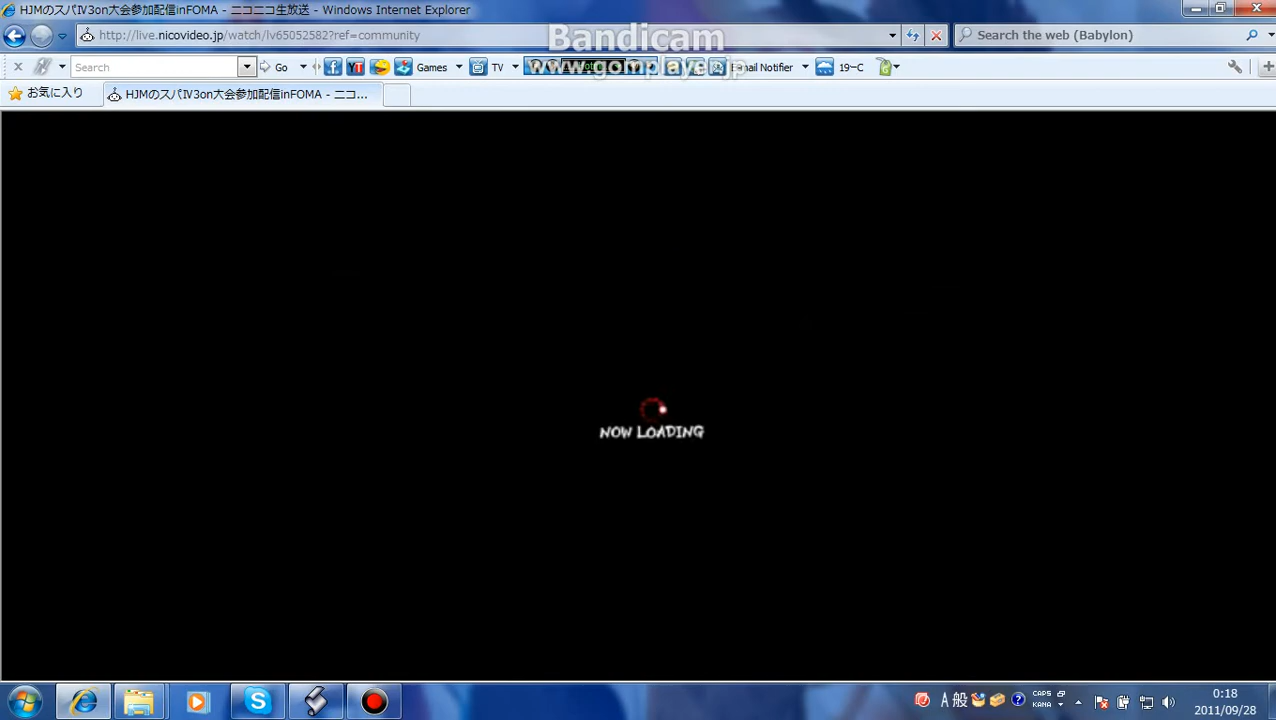 HJMのスパⅣ3on大会参加配信inFOMA - ニコニコ生放送 - Windows Internet Explorer
http://live.nicovideo.jp/watch/lv65052582?ref=community
Search the web (Babylon)
Bandicam
www.gomplayer.jp
Search
Go
Games
TV
E-mail Notifier
19~C
お気に入り
HJMのスパⅣ3on大会参加配信inFOMA - ニコ...
NOW LOADING
A 般
CAPS
KANA
0:18
2011/09/28